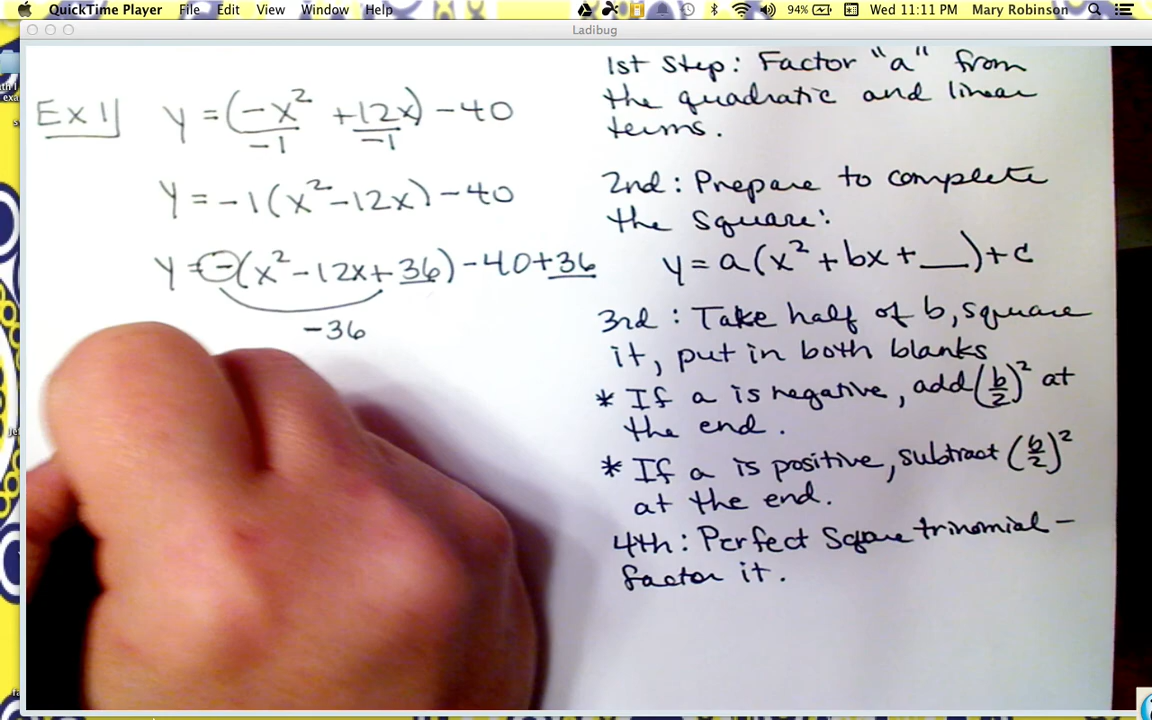 QuickTime Player File Edit View Window Help 94% Wed 11:11 PM Mary Robinson
Ladibug
Ex 1 y = (-x² + 12x) - 40
-1 -1
y = -1(x² - 12x) - 40
y = -(x² - 12x + 36) - 40 + 36
-36
1st Step: Factor "a" from
the quadratic and linear
terms.
2nd: Prepare to complete
the square:
y = a(x² + bx + __) + c
3rd: Take half of b, square
it, put in both blanks
* If a is negative, add (b/2)² at
the end.
* If a is positive, subtract (b/2)²
at the end.
4th: Perfect Square trinomial -
factor it.